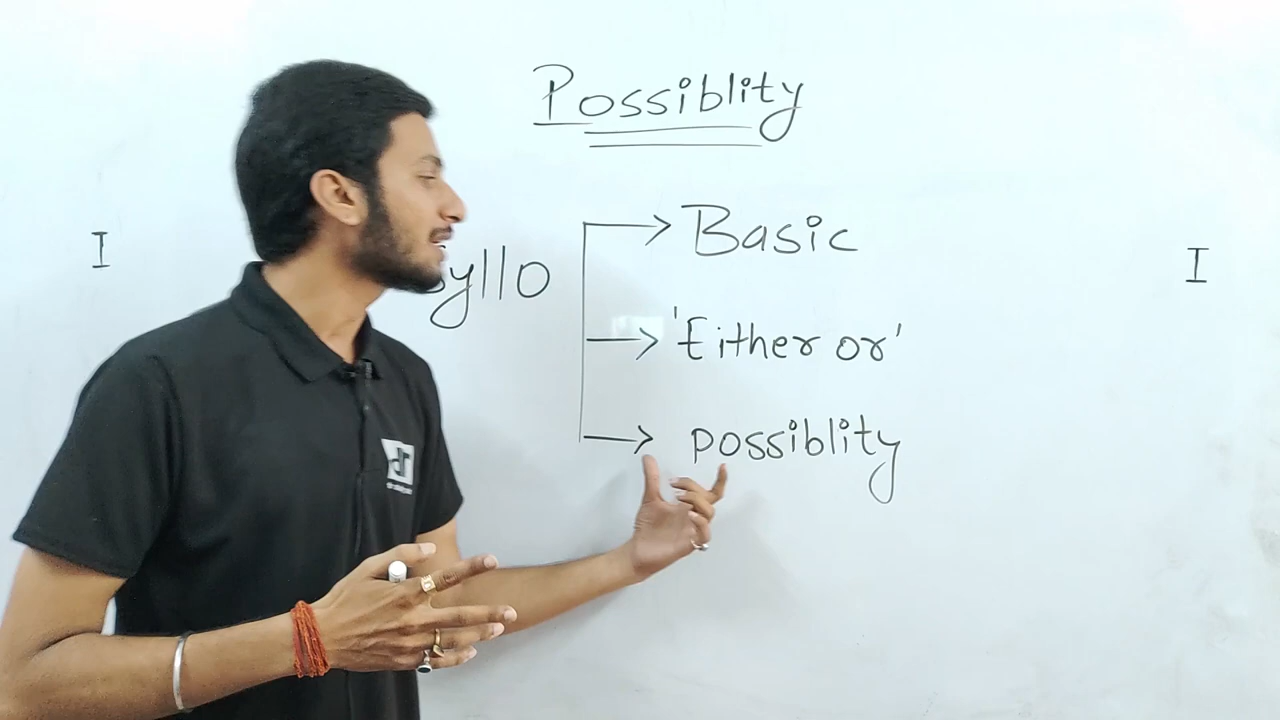 Possiblity
Basic
I
I
Syllo
'Either or'
possiblity